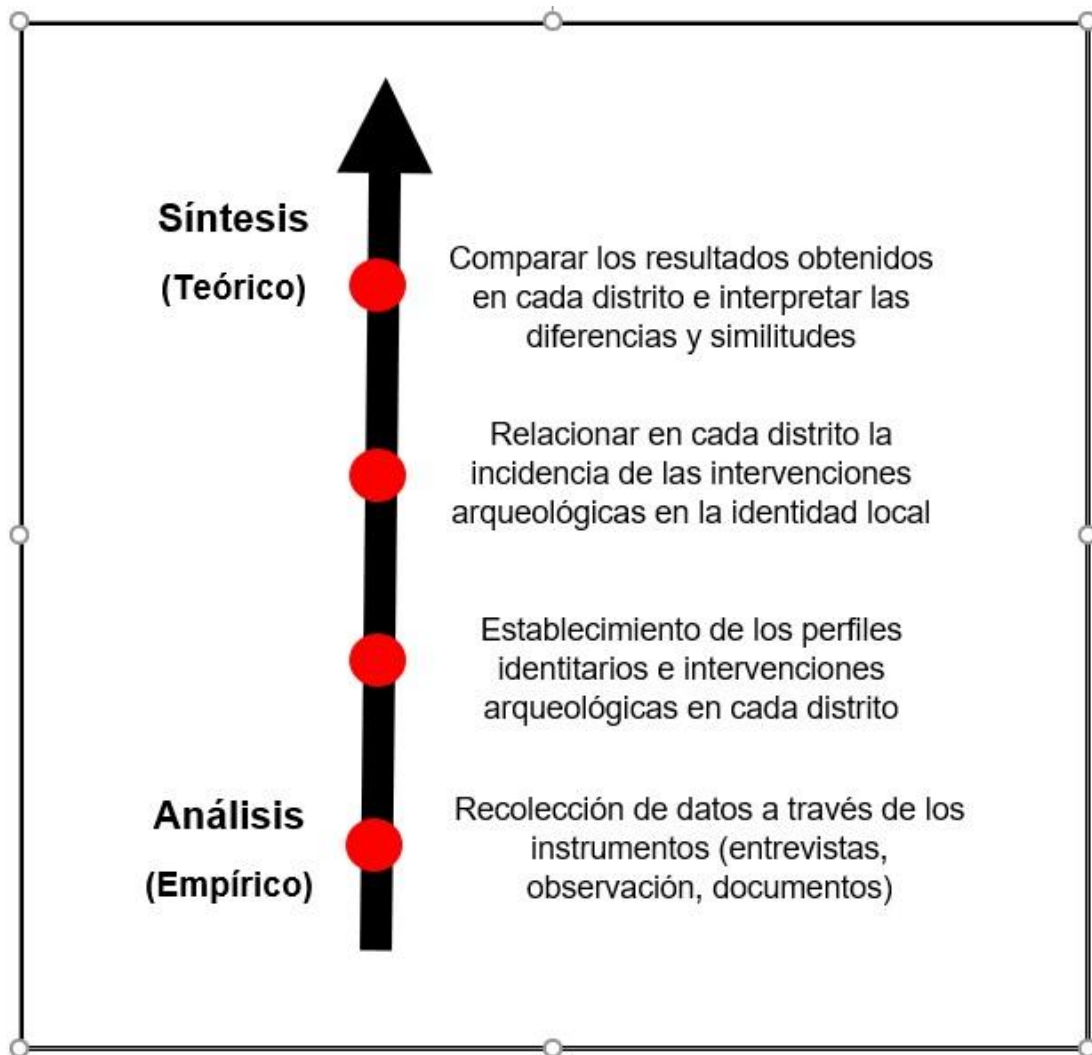 Síntesis
(Teórico)
Comparar los resultados obtenidos
en cada distrito e interpretar las
diferencias y similitudes
Relacionar en cada distrito la
incidencia de las intervenciones
arqueológicas en la identidad local
Establecimiento de los perfiles
identitarios e intervenciones
arqueológicas en cada distrito
Análisis
(Empírico)
Recolección de datos a través de los
instrumentos (entrevistas,
observación, documentos)